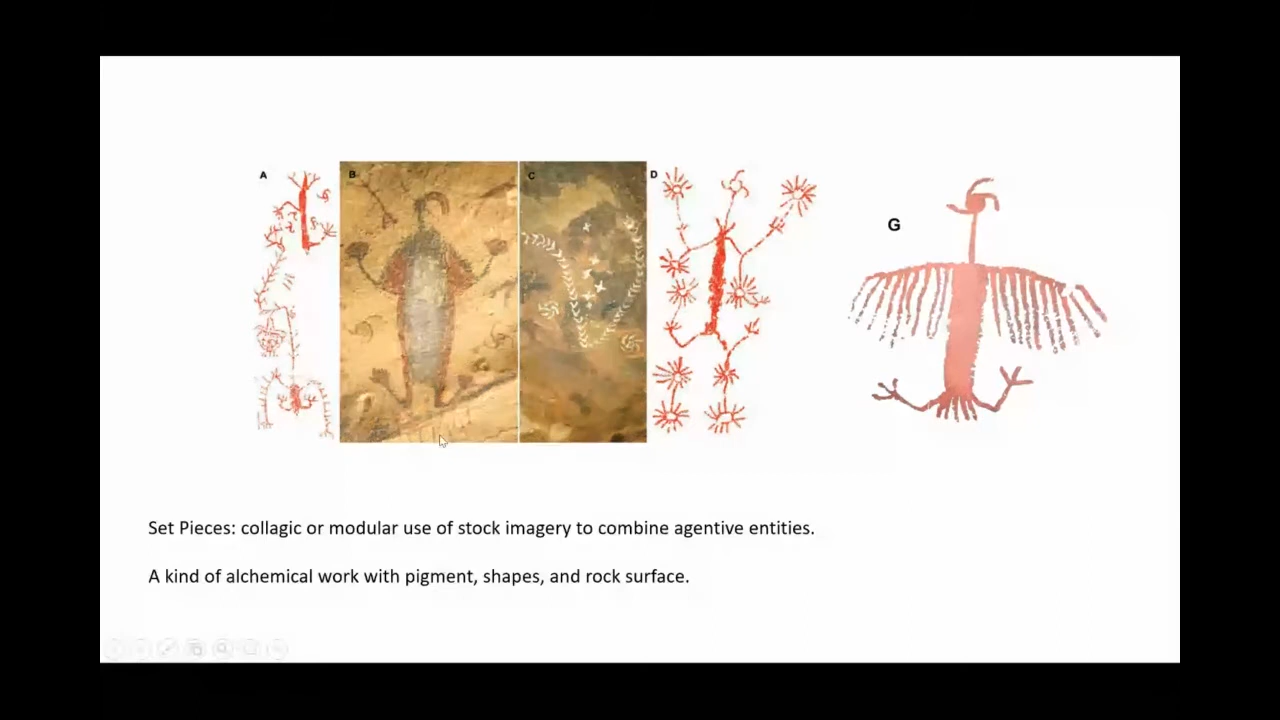 A
B
C
D
G
Set Pieces: collagic or modular use of stock imagery to combine agentive entities.
A kind of alchemical work with pigment, shapes, and rock surface.